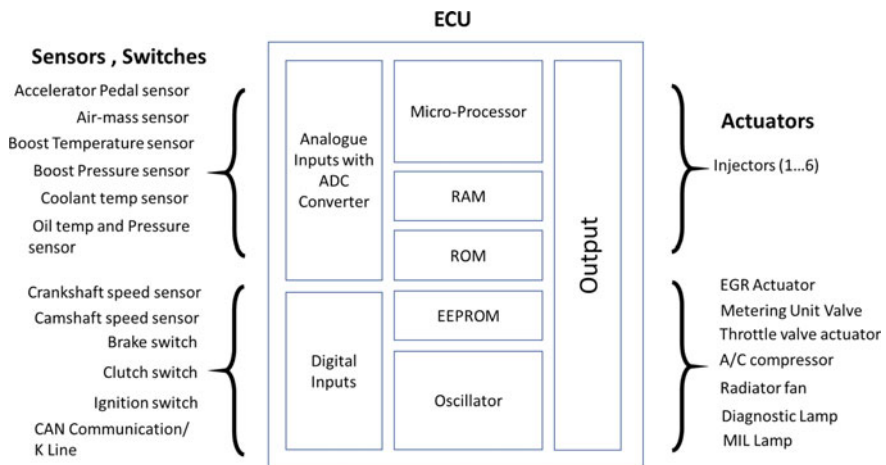 ECU
Sensors , Switches
Accelerator Pedal sensor
Air-mass sensor
Boost Temperature sensor
Boost Pressure sensor
Coolant temp sensor
Oil temp and Pressure
sensor
Crankshaft speed sensor
Camshaft speed sensor
Brake switch
Clutch switch
Ignition switch
CAN Communication/
K Line
Analogue
Inputs with
ADC
Converter
Digital
Inputs
Micro-Processor
RAM
ROM
EEPROM
Oscillator
Output
Actuators
Injectors (1...6)
EGR Actuator
Metering Unit Valve
Throttle valve actuator
A/C compressor
Radiator fan
Diagnostic Lamp
MIL Lamp